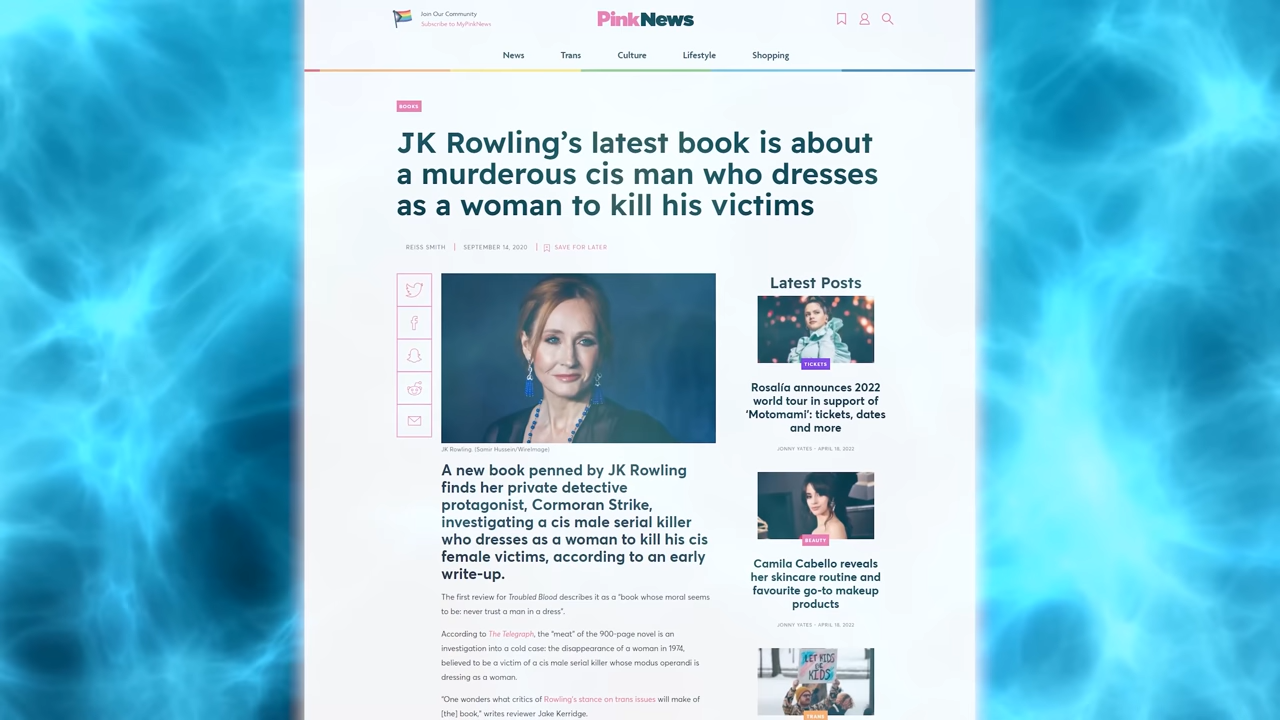 Join Our Community
Subscribe to MyPinkNews
PinkNews
News
Trans
Culture
Lifestyle
Shopping
BOOKS
JK Rowling’s latest book is about
a murderous cis man who dresses
as a woman to kill his victims
REISS SMITH
SEPTEMBER 14, 2020
SAVE FOR LATER
JK Rowling. (Samir Hussein/WireImage)
A new book penned by JK Rowling
finds her private detective
protagonist, Cormoran Strike,
investigating a cis male serial killer
who dresses as a woman to kill his cis
female victims, according to an early
write-up.
The first review for Troubled Blood describes it as a “book whose moral seems
to be: never trust a man in a dress”.
According to The Telegraph, the “meat” of the 900-page novel is an
investigation into a cold case: the disappearance of a woman in 1974,
believed to be a victim of a cis male serial killer whose modus operandi is
dressing as a woman.
“One wonders what critics of Rowling’s stance on trans issues will make of
[the] book,” writes reviewer Jake Kerridge.
Latest Posts
TICKETS
Rosalía announces 2022
world tour in support of
‘Motomami’: tickets, dates
and more
JONNY YATES - APRIL 19, 2022
BEAUTY
Camila Cabello reveals
her skincare routine and
favourite go-to makeup
products
JONNY YATES - APRIL 19, 2022
LET KIDS
BE
KIDS
TRANS